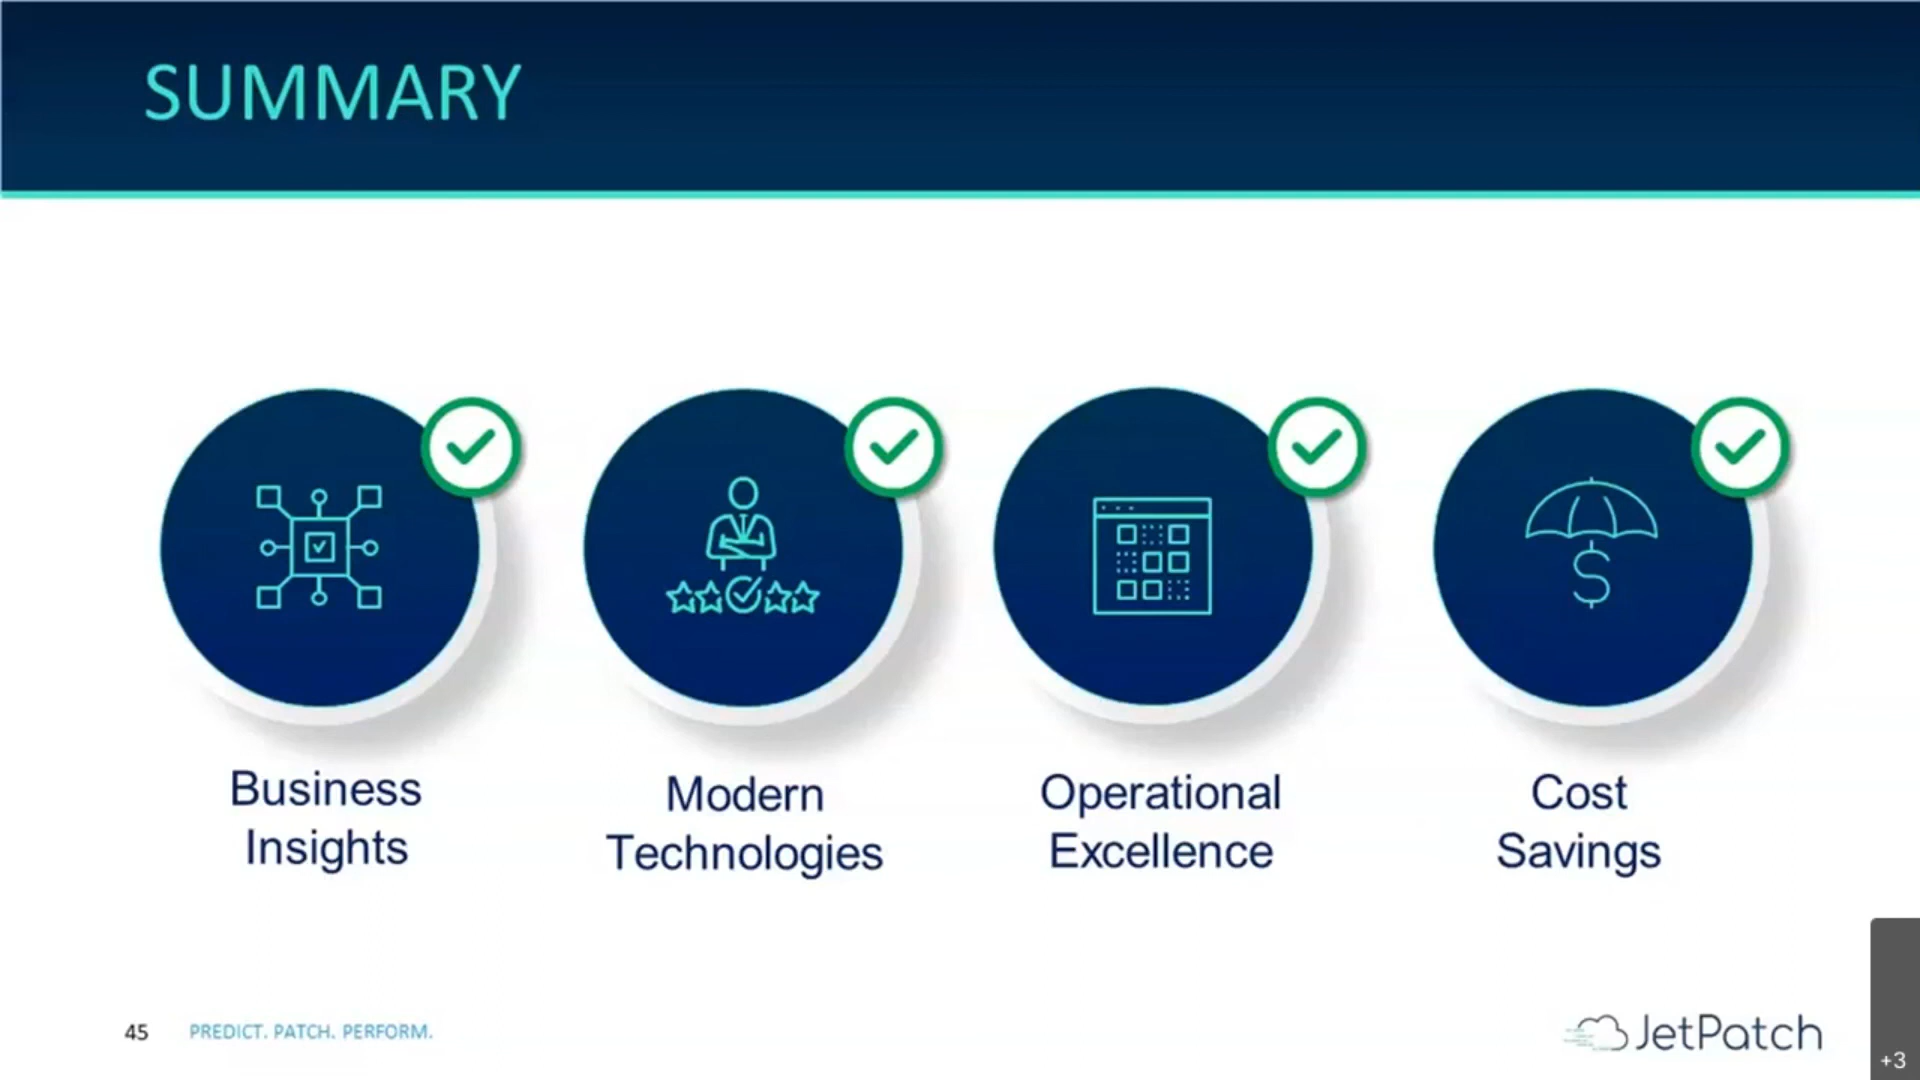 SUMMARY
Business
Insights
Modern
Technologies
Operational
Excellence
Cost
Savings
45
PREDICT. PATCH. PERFORM.
JetPatch
+3